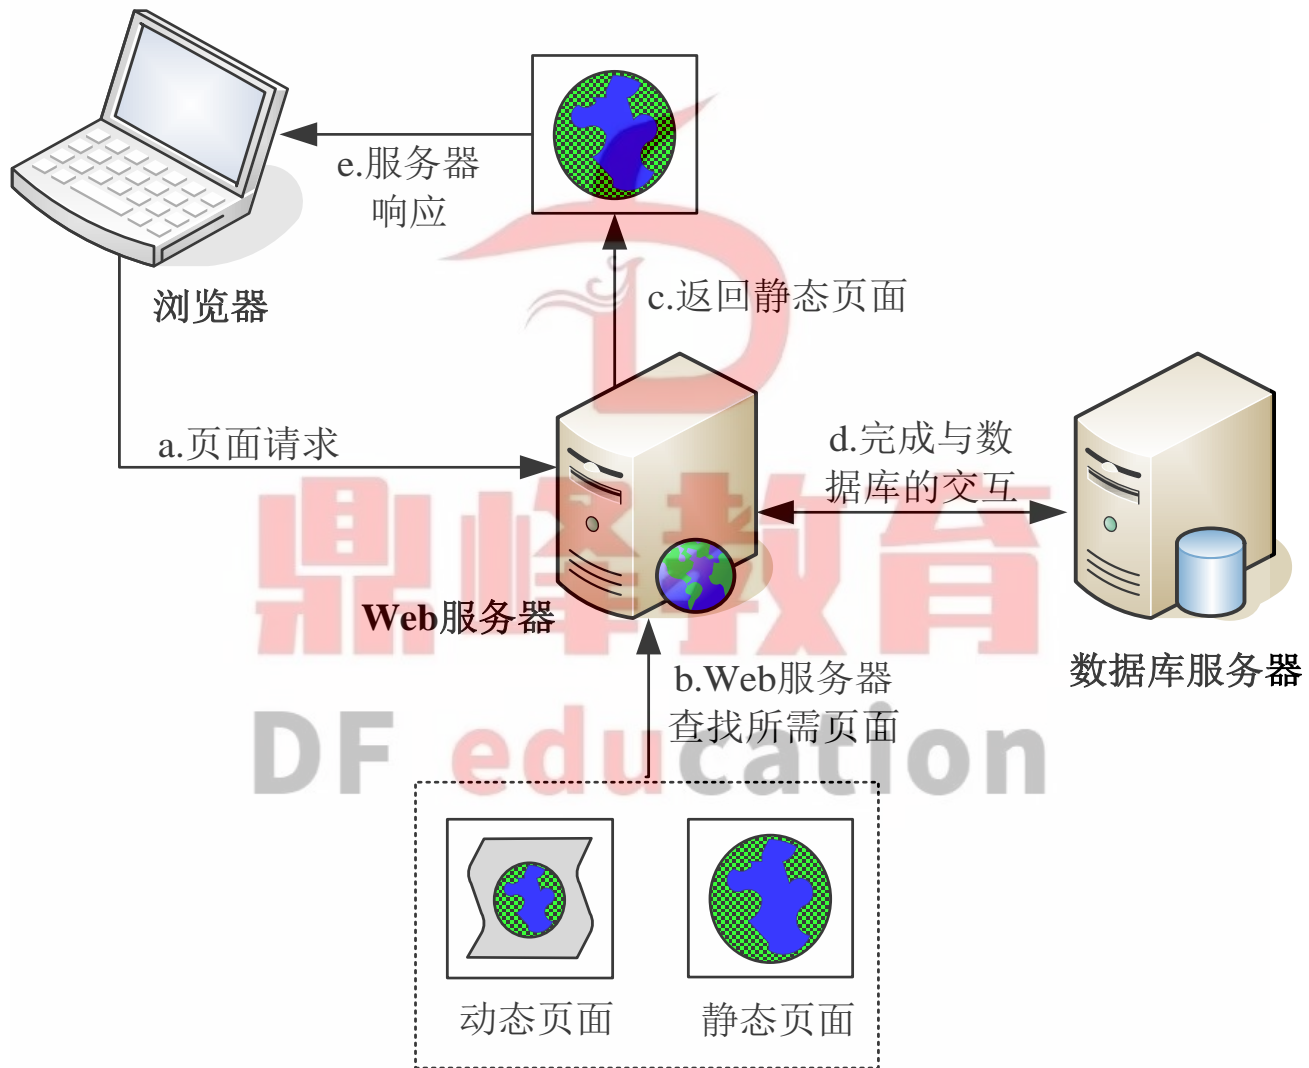 e.服务器
响应
浏览器
c.返回静态页面
a.页面请求
d.完成与数
据库的交互
鼎峰教育
Web服务器
数据库服务器
b.Web服务器
查找所需页面
DF education
动态页面
静态页面